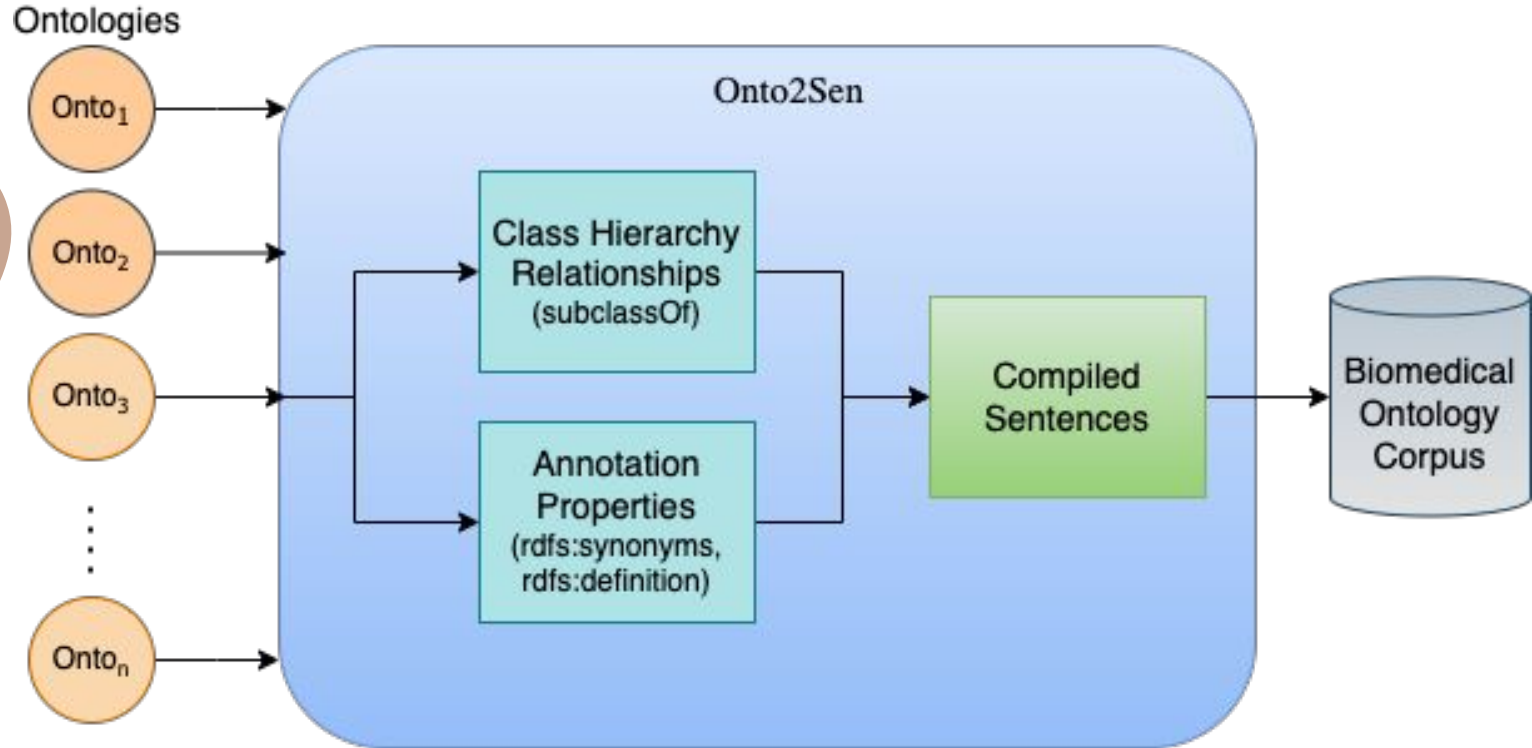 Ontologies
Onto1
Onto2
Onto3
Onton
Onto2Sen
Class Hierarchy
Relationships
(subclassOf)
Annotation
Properties
(rdfs:synonyms,
rdfs:definition)
Compiled
Sentences
Biomedical
Ontology
Corpus